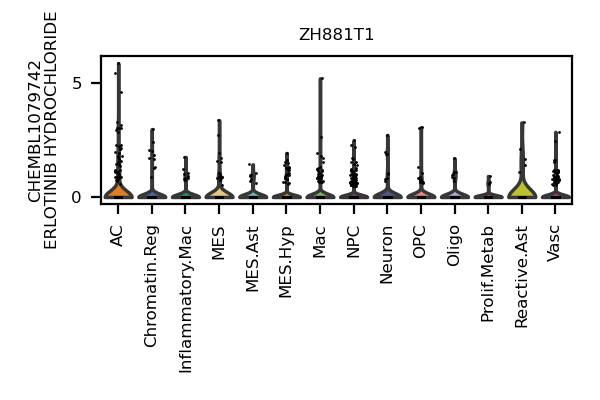 ZH881T1
CHEMBL1079742
ERLOTINIB HYDROCHLORIDE
5
0
AC
Chromatin.Reg
Inflammatory.Mac
MES
MES.Ast
MES.Hyp
Mac
NPC
Neuron
OPC
Oligo
Prolif.Metab
Reactive.Ast
Vasc